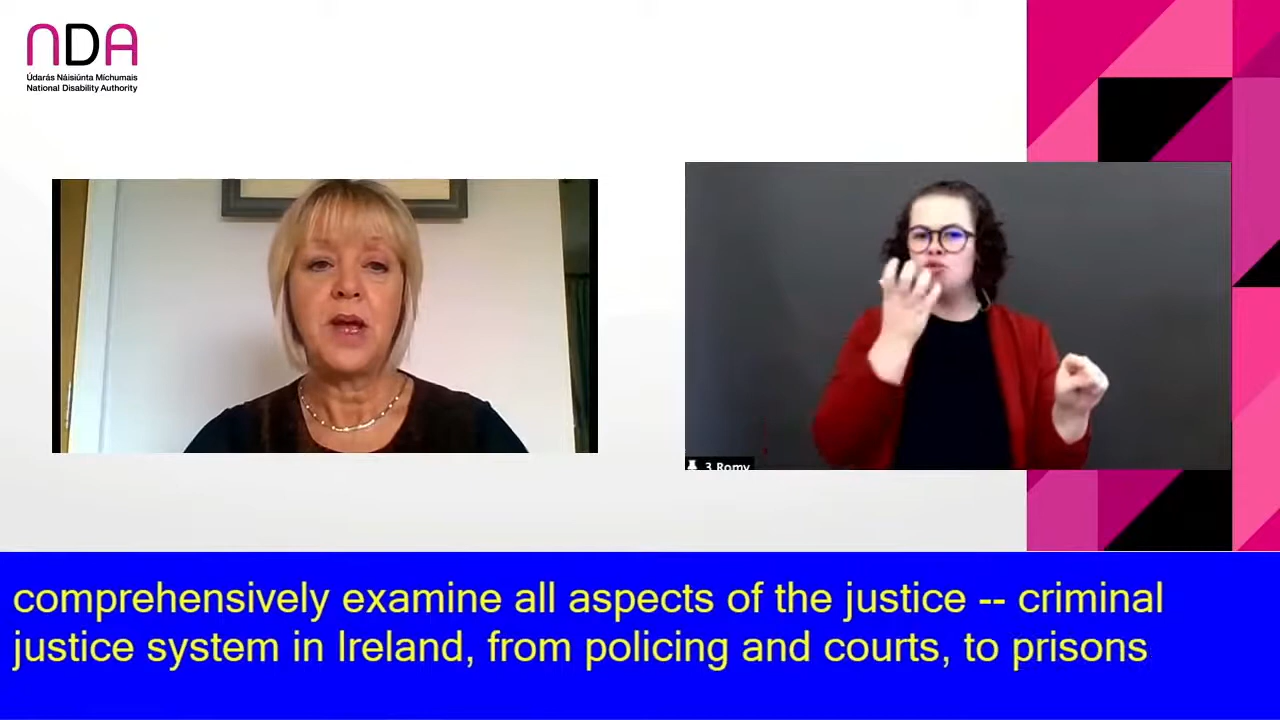 NDA
Údarás Náisiúnta Míchumais
National Disability Authority
3 Romy
comprehensively examine all aspects of the justice -- criminal
justice system in Ireland, from policing and courts, to prisons